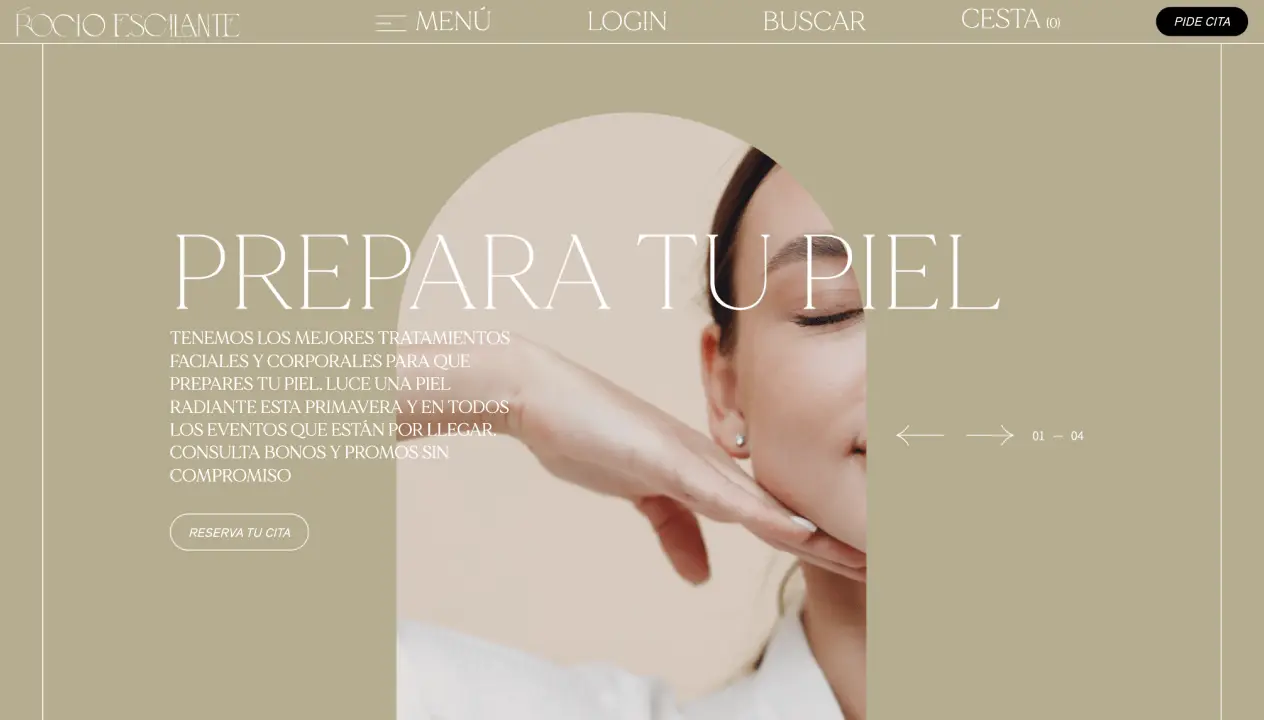 ROCIO ESCALANTE
MENÚ
LOGIN
BUSCAR
CESTA (0)
PIDE CITA
PREPARA TU PIEL
TENEMOS LOS MEJORES TRATAMIENTOS
FACIALES Y CORPORALES PARA QUE
PREPARES TU PIEL. LUCE UNA PIEL
RADIANTE ESTA PRIMAVERA Y EN TODOS
LOS EVENTOS QUE ESTÁN POR LLEGAR.
CONSULTA BONOS Y PROMOS SIN
COMPROMISO
01 — 04
RESERVA TU CITA